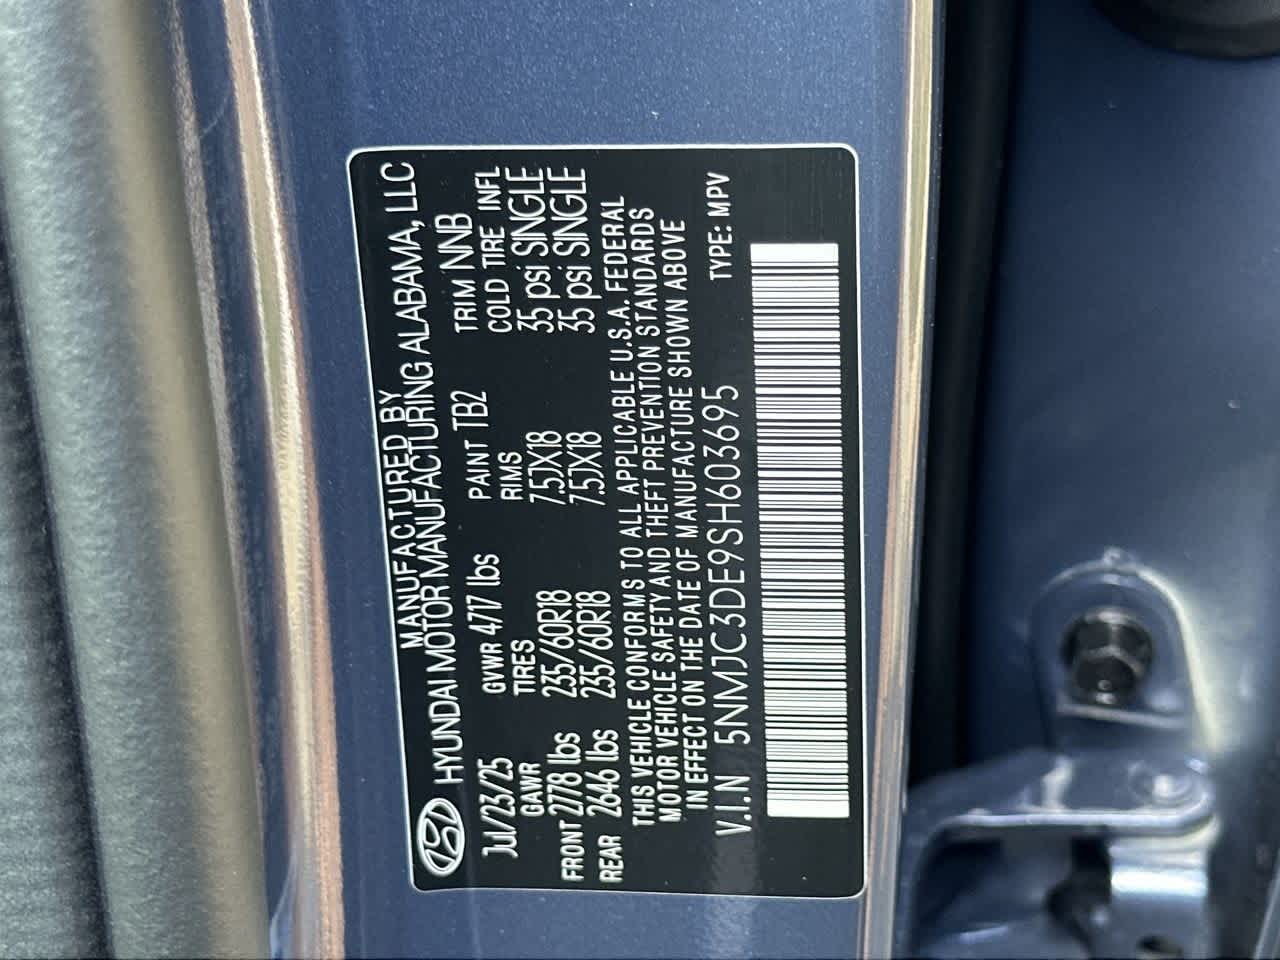 MANUFACTURED BY
HYUNDAI MOTOR MANUFACTURING ALABAMA, LLC
Jul/23/25 GVWR 4717 lbs PAINT TB2 TRIM NNB
GAWR TIRES RIMS COLD TIRE INFL
FRONT 2778 lbs 235/60R18 7.5JX18 35 psi SINGLE
REAR 2646 lbs 235/60R18 7.5JX18 35 psi SINGLE
THIS VEHICLE CONFORMS TO ALL APPLICABLE U.S.A. FEDERAL
MOTOR VEHICLE SAFETY AND THEFT PREVENTION STANDARDS
IN EFFECT ON THE DATE OF MANUFACTURE SHOWN ABOVE
V.I.N 5NMJC3DE9SH603695 TYPE: MPV